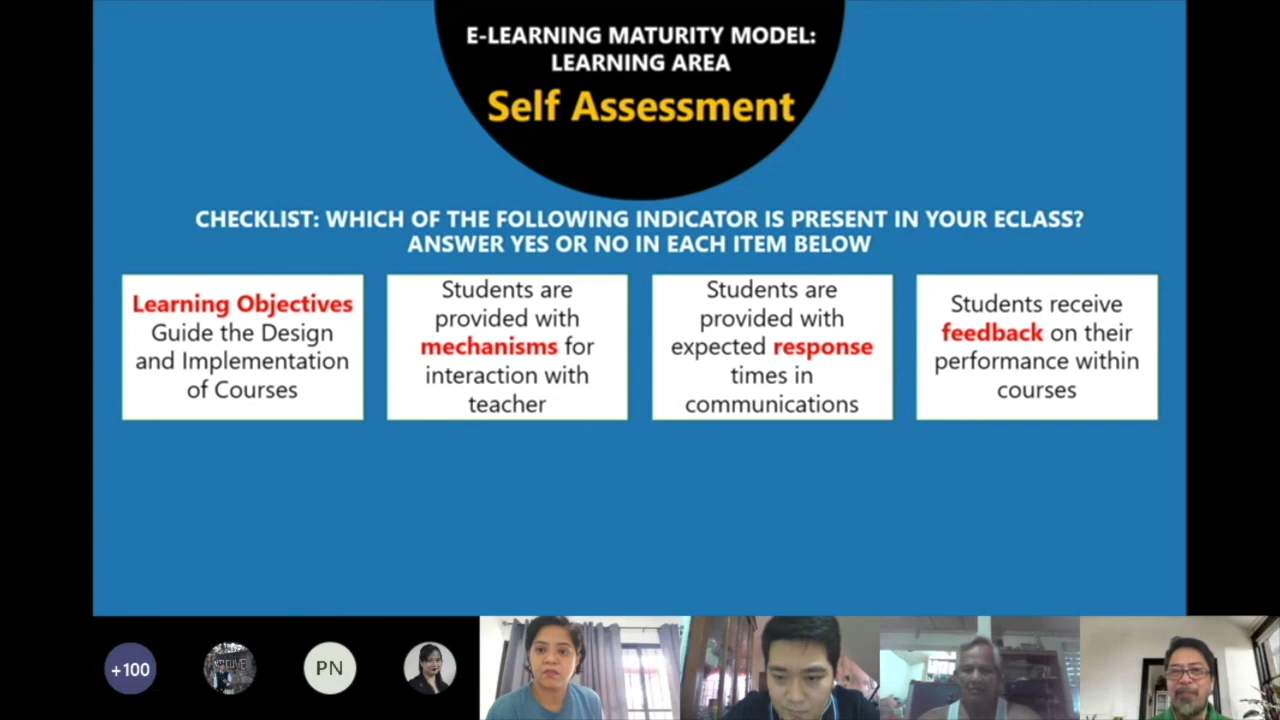 E-LEARNING MATURITY MODEL:
LEARNING AREA
Self Assessment
CHECKLIST: WHICH OF THE FOLLOWING INDICATOR IS PRESENT IN YOUR ECLASS?
ANSWER YES OR NO IN EACH ITEM BELOW
Learning Objectives
Guide the Design
and Implementation
of Courses
Students are
provided with
mechanisms for
interaction with
teacher
Students are
provided with
expected response
times in
communications
Students receive
feedback on their
performance within
courses
+100
PN